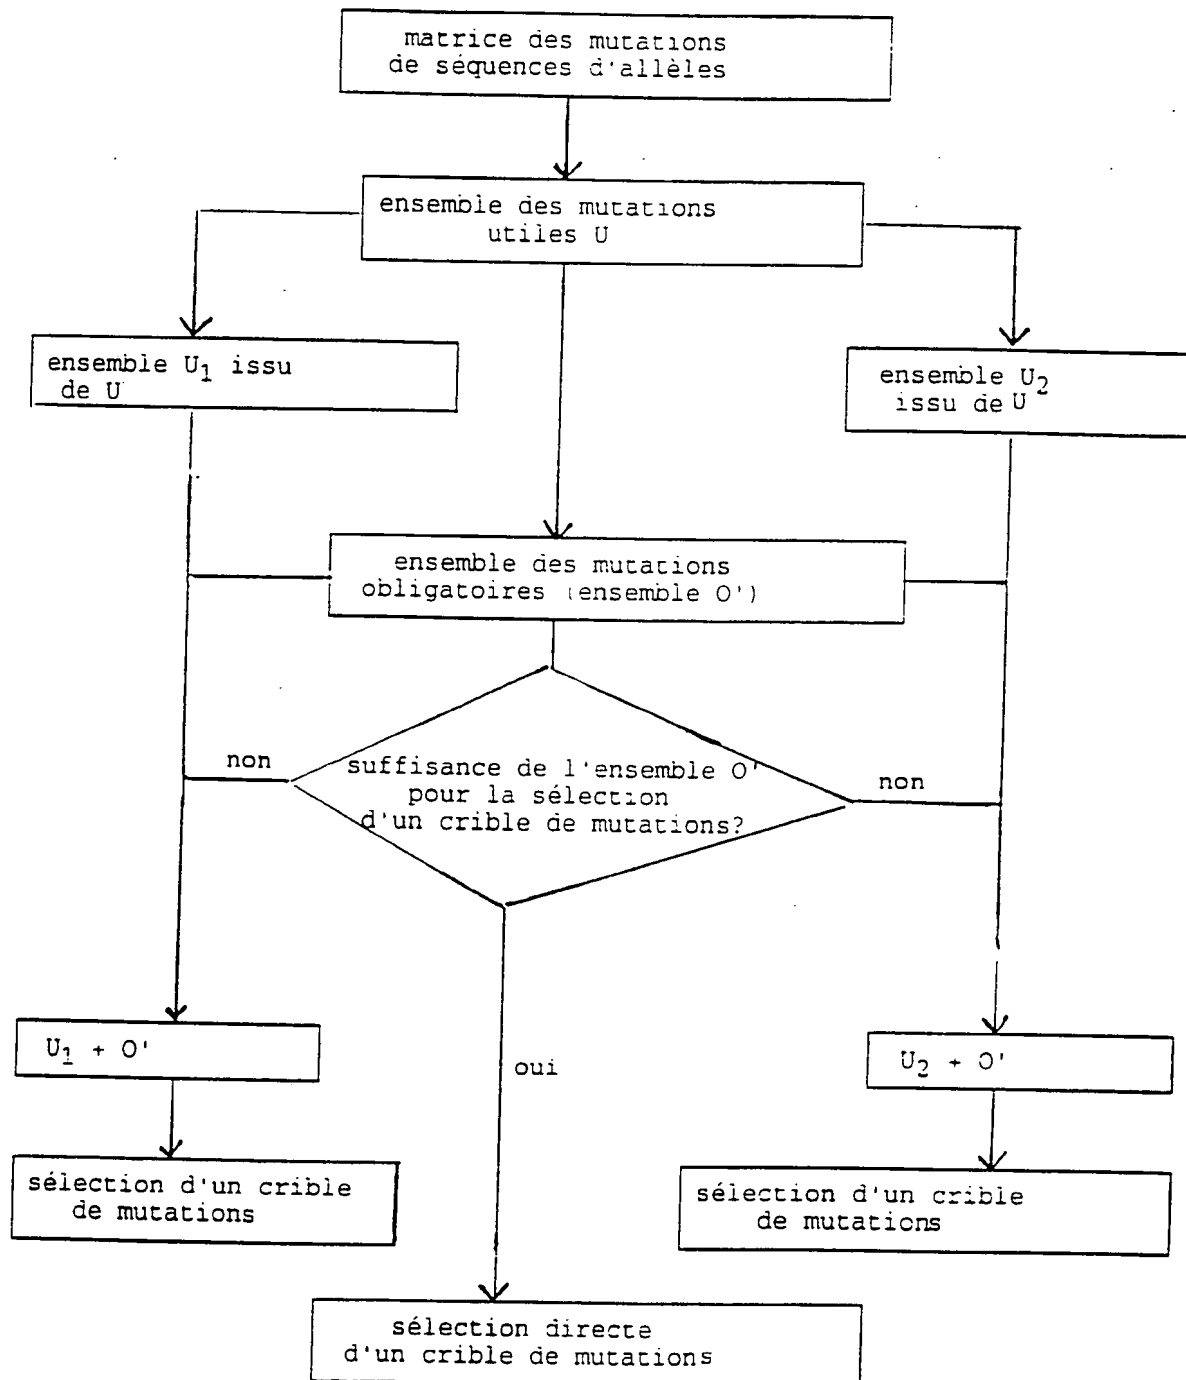 matrice des mutations
de séquences d'allèles
ensemble des mutations
utiles U
ensemble U1 issu
de U
ensemble U2
issu de U
ensemble des mutations
obligatoires (ensemble O')
non
suffisance de l'ensemble O'
pour la sélection
d'un crible de mutations?
non
U1 + O'
oui
U2 + O'
sélection d'un crible
de mutations
sélection d'un crible
de mutations
sélection directe
d'un crible de mutations